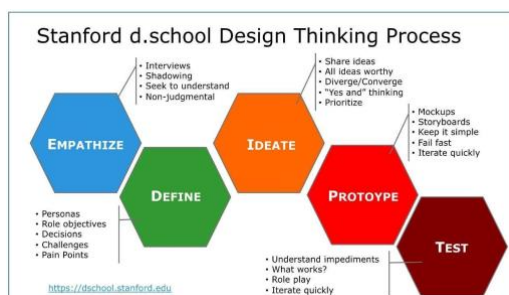 Stanford d.school Design Thinking Process
• Interviews
• Shadowing
• Seek to understand
• Non-judgmental
• Share ideas
• All ideas worthy
• Diverge/Converge
• “Yes and” thinking
• Prioritize
• Mockups
• Storyboards
• Keep it simple
• Fail fast
• Iterate quickly
EMPATHIZE
DEFINE
IDEATE
PROTOYPE
TEST
• Personas
• Role objectives
• Decisions
• Challenges
• Pain Points
• Understand impediments
• What works?
• Role play
• Iterate quickly
https://dschool.stanford.edu